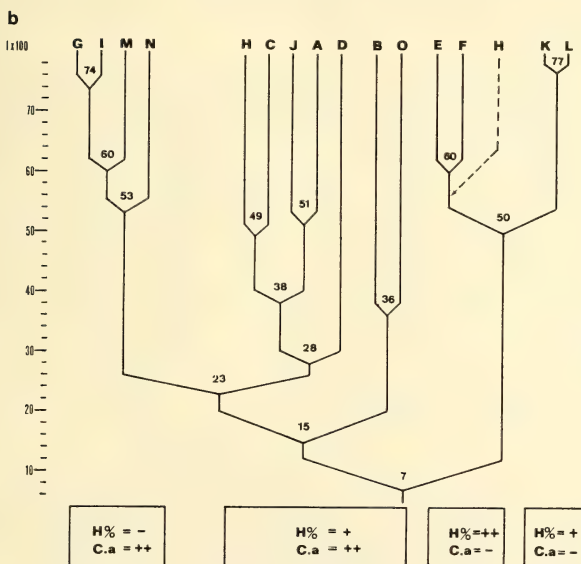 b
I x100
G I M N H C J A D B O E F H K L
74 77
70
60 60 60
53 51 50
50 49
40 38
36
30 28
23
20
15
10 7
H% = - H% = + H%=++ H% = +
C.a = ++ C.a = ++ C.a= - C.a = -